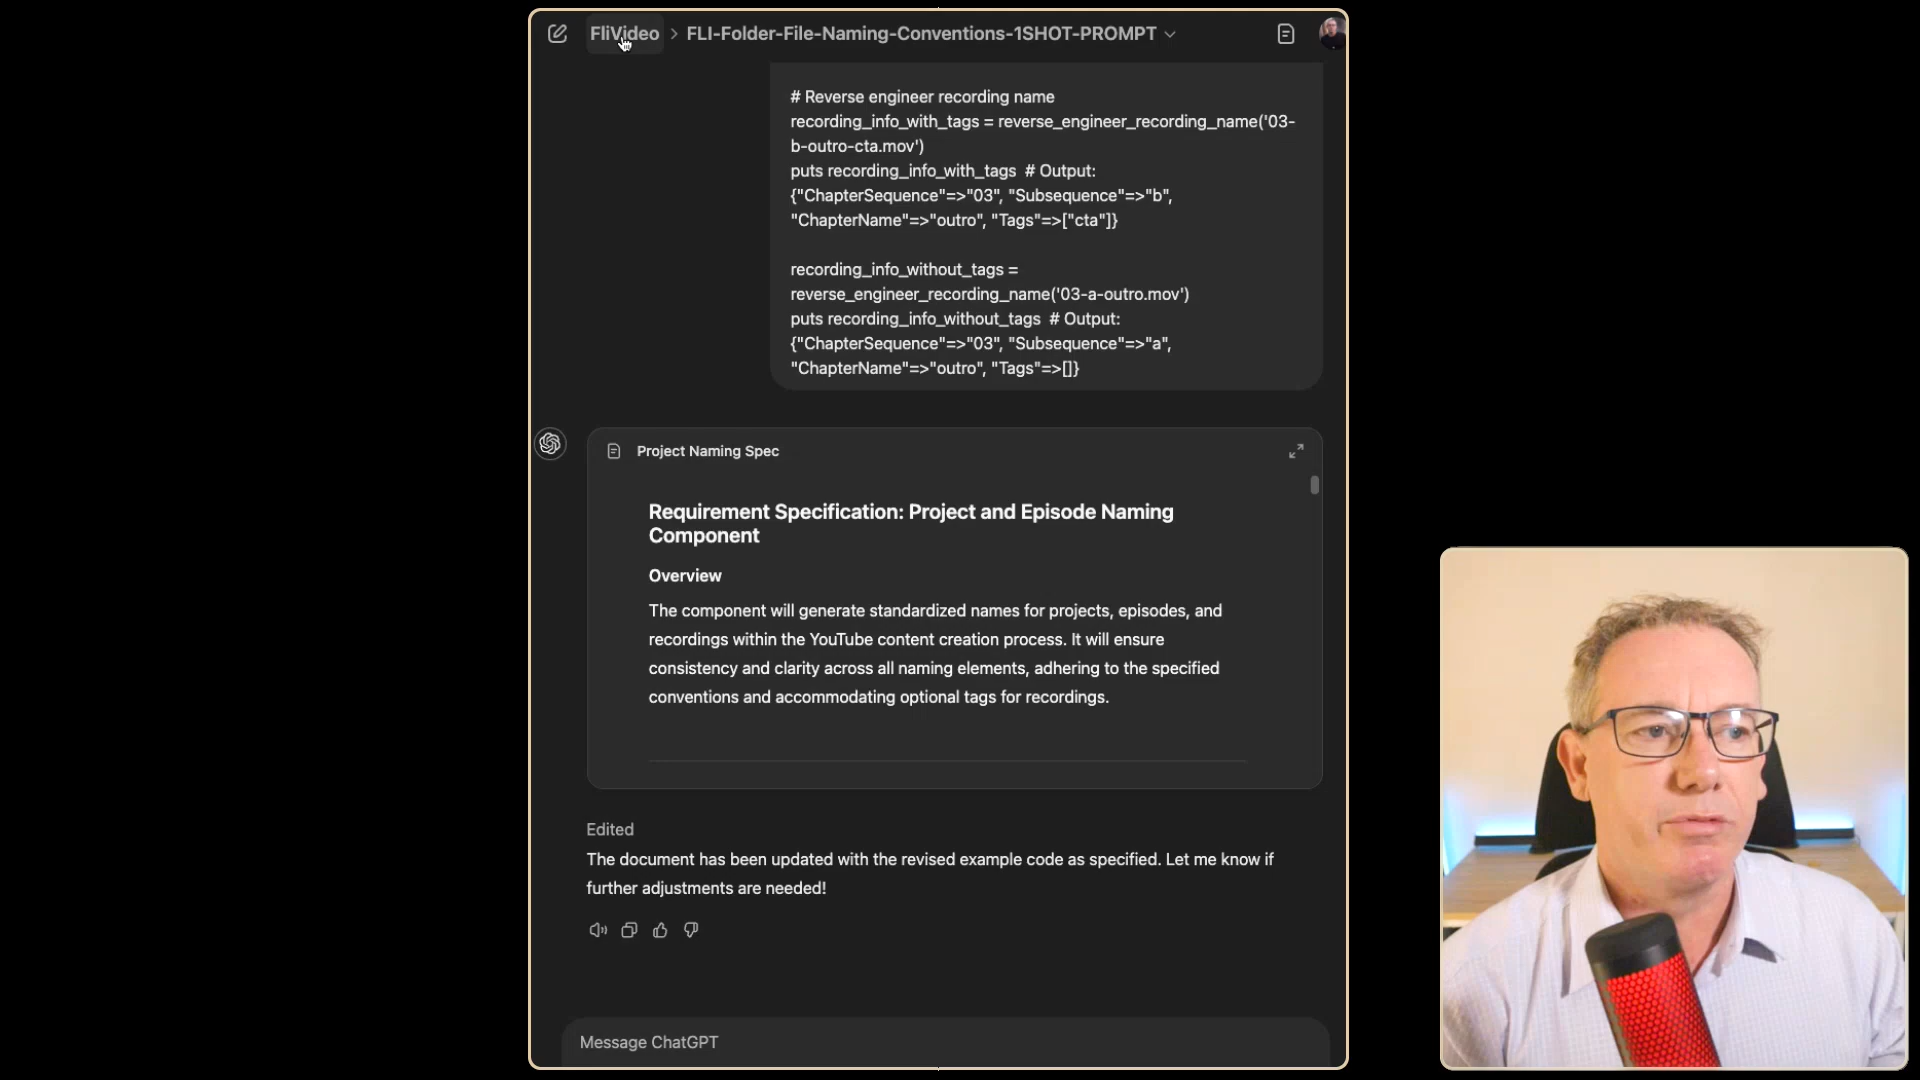 FliVideo > FLI-Folder-File-Naming-Conventions-1SHOT-PROMPT
# Reverse engineer recording name
recording_info_with_tags = reverse_engineer_recording_name('03-
b-outro-cta.mov')
puts recording_info_with_tags  # Output:
{"ChapterSequence"=>"03", "Subsequence"=>"b",
"ChapterName"=>"outro", "Tags"=>["cta"]}
recording_info_without_tags =
reverse_engineer_recording_name('03-a-outro.mov')
puts recording_info_without_tags  # Output:
{"ChapterSequence"=>"03", "Subsequence"=>"a",
"ChapterName"=>"outro", "Tags"=>[]}
Project Naming Spec
Requirement Specification: Project and Episode Naming
Component
Overview
The component will generate standardized names for projects, episodes, and
recordings within the YouTube content creation process. It will ensure
consistency and clarity across all naming elements, adhering to the specified
conventions and accommodating optional tags for recordings.
Edited
The document has been updated with the revised example code as specified. Let me know if
further adjustments are needed!
Message ChatGPT